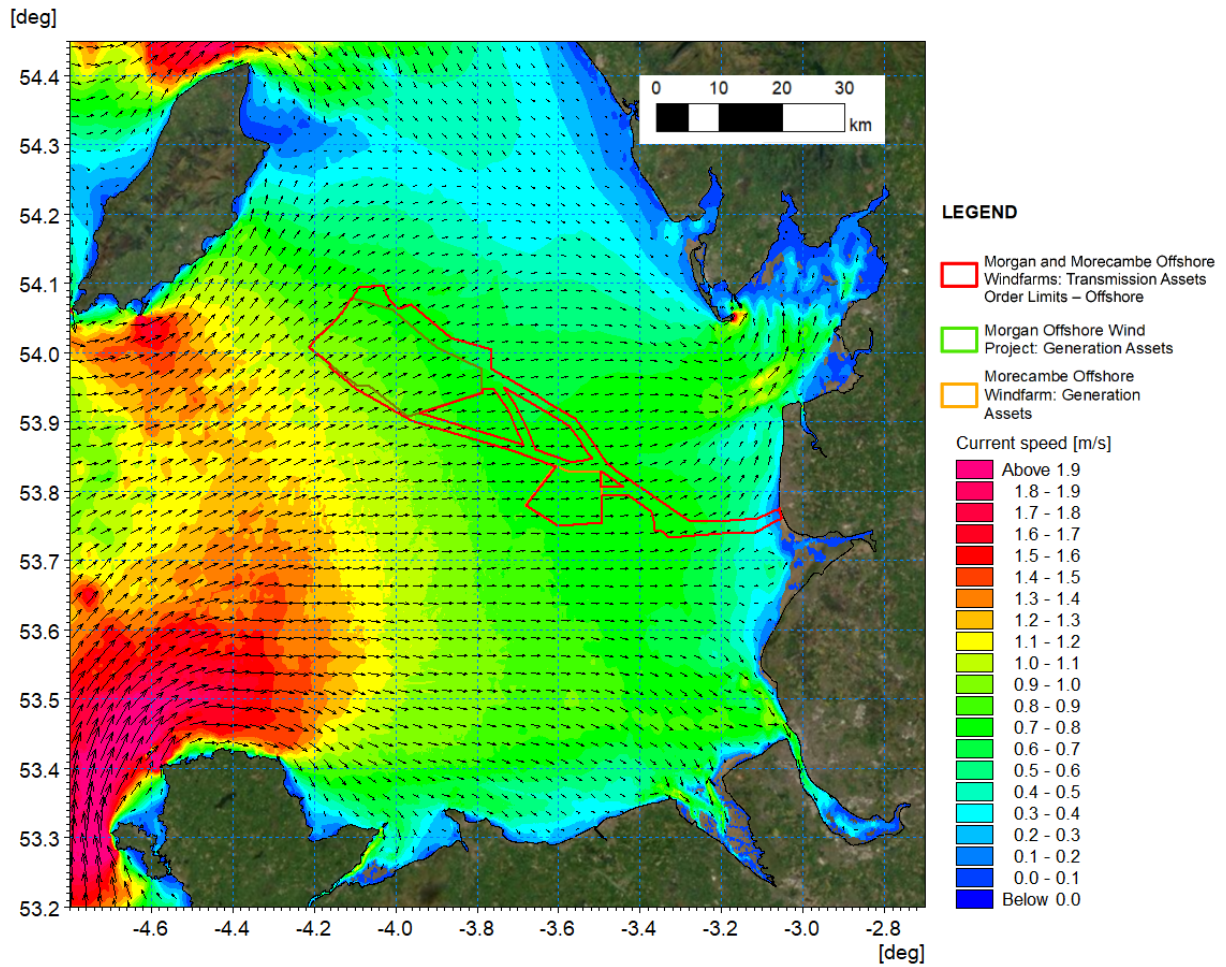 [deg]
54.4
54.3
54.2
54.1
54.0
53.9
53.8
53.7
53.6
53.5
53.4
53.3
53.2
-4.6
-4.4
-4.2
-4.0
-3.8
-3.6
-3.4
-3.2
-3.0
-2.8
[deg]
0 10 20 30
km
LEGEND
Morgan and Morecambe Offshore
Windfarms: Transmission Assets
Order Limits – Offshore
Morgan Offshore Wind
Project: Generation Assets
Morecambe Offshore
Windfarm: Generation
Assets
Current speed [m/s]
Above 1.9
1.8 - 1.9
1.7 - 1.8
1.6 - 1.7
1.5 - 1.6
1.4 - 1.5
1.3 - 1.4
1.2 - 1.3
1.1 - 1.2
1.0 - 1.1
0.9 - 1.0
0.8 - 0.9
0.7 - 0.8
0.6 - 0.7
0.5 - 0.6
0.4 - 0.5
0.3 - 0.4
0.2 - 0.3
0.1 - 0.2
0.0 - 0.1
Below 0.0